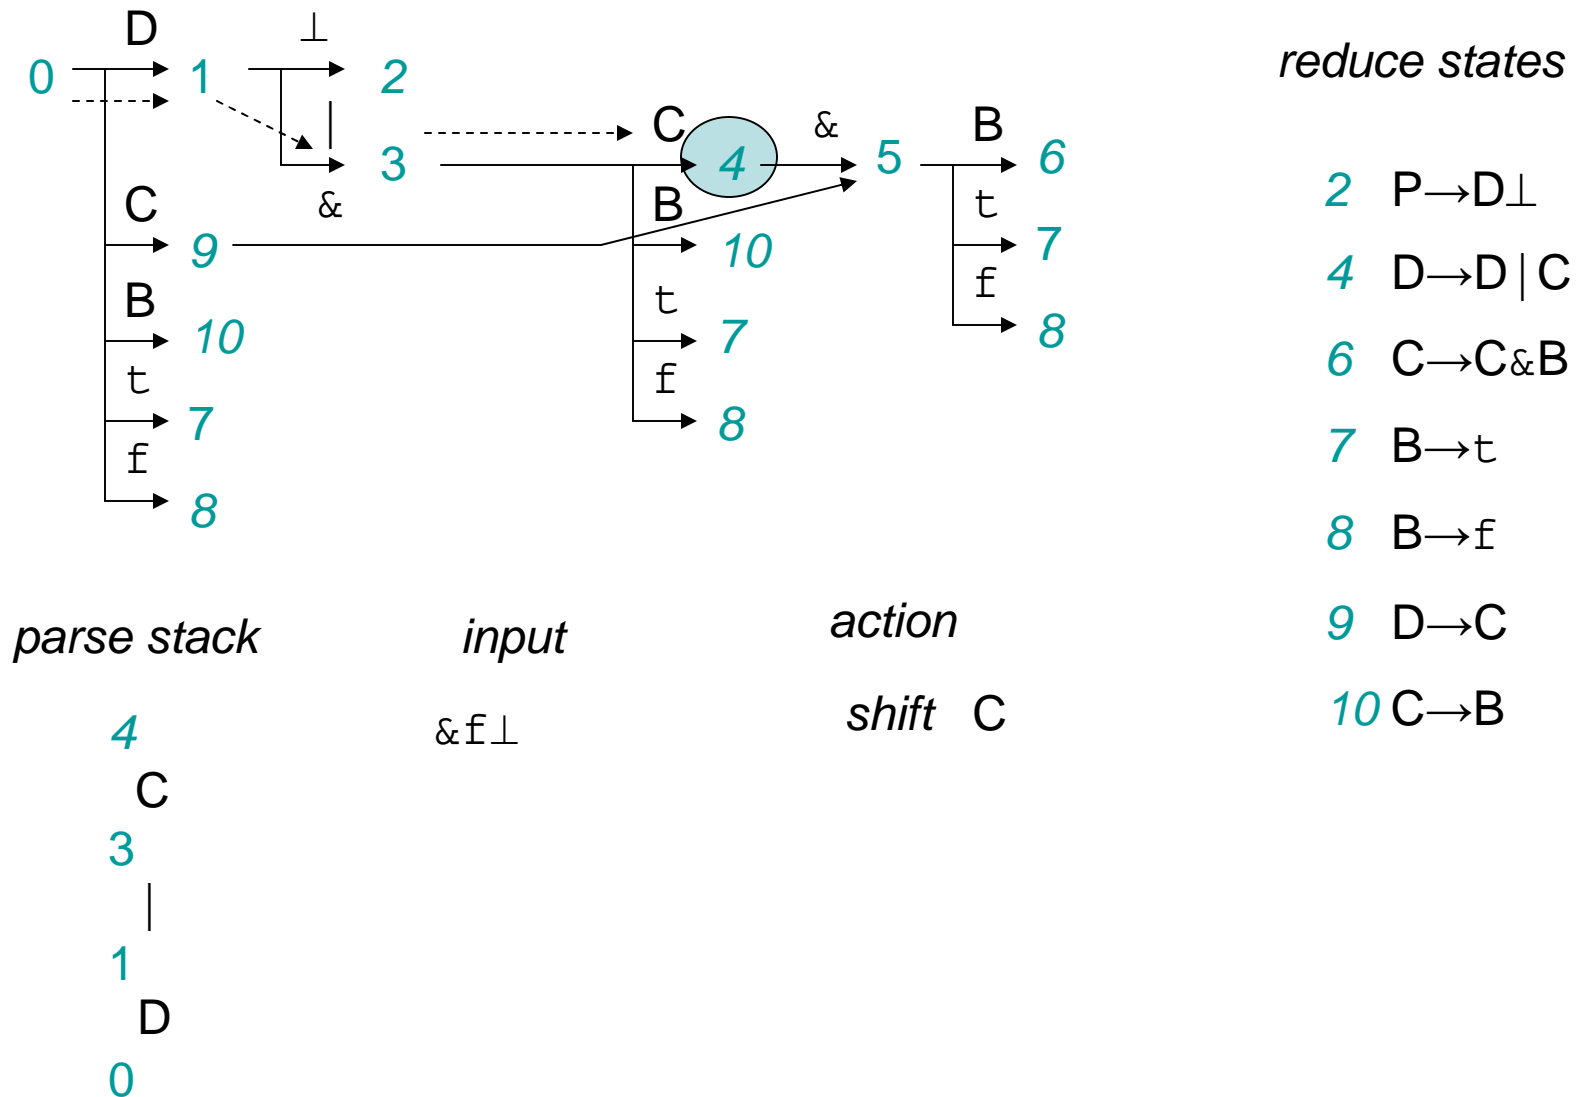 D ⊥
0 1 2
|
C & B
3 4 5 6
C & B t
9 10 7
B t f
10 7 8
t f
7 8
f
8
reduce states
2 P→D⊥
4 D→D|C
6 C→C&B
7 B→t
8 B→f
9 D→C
10 C→B
parse stack input action
4 &f⊥ shift C
C
3
|
1
D
0